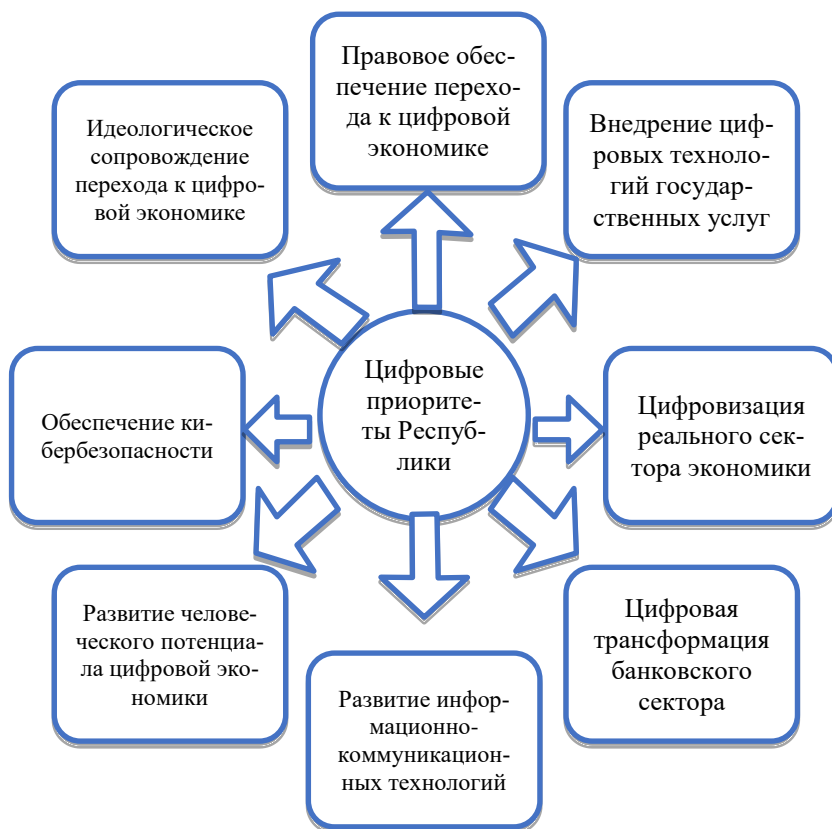 Правовое обес-
печение перехо-
да к цифровой
экономике
Идеологическое
сопровождение
перехода к цифро-
вой экономике
Внедрение циф-
ровых техноло-
гий государ-
ственных услуг
Цифровые
приорите-
ты Респуб-
лики
Обеспечение ки-
бербезопасности
Цифровизация
реального сек-
тора экономики
Развитие челове-
ческого потенциа-
ла цифровой эко-
номики
Цифровая
трансформация
банковского
сектора
Развитие инфор-
мационно-
коммуникацион-
ных технологий